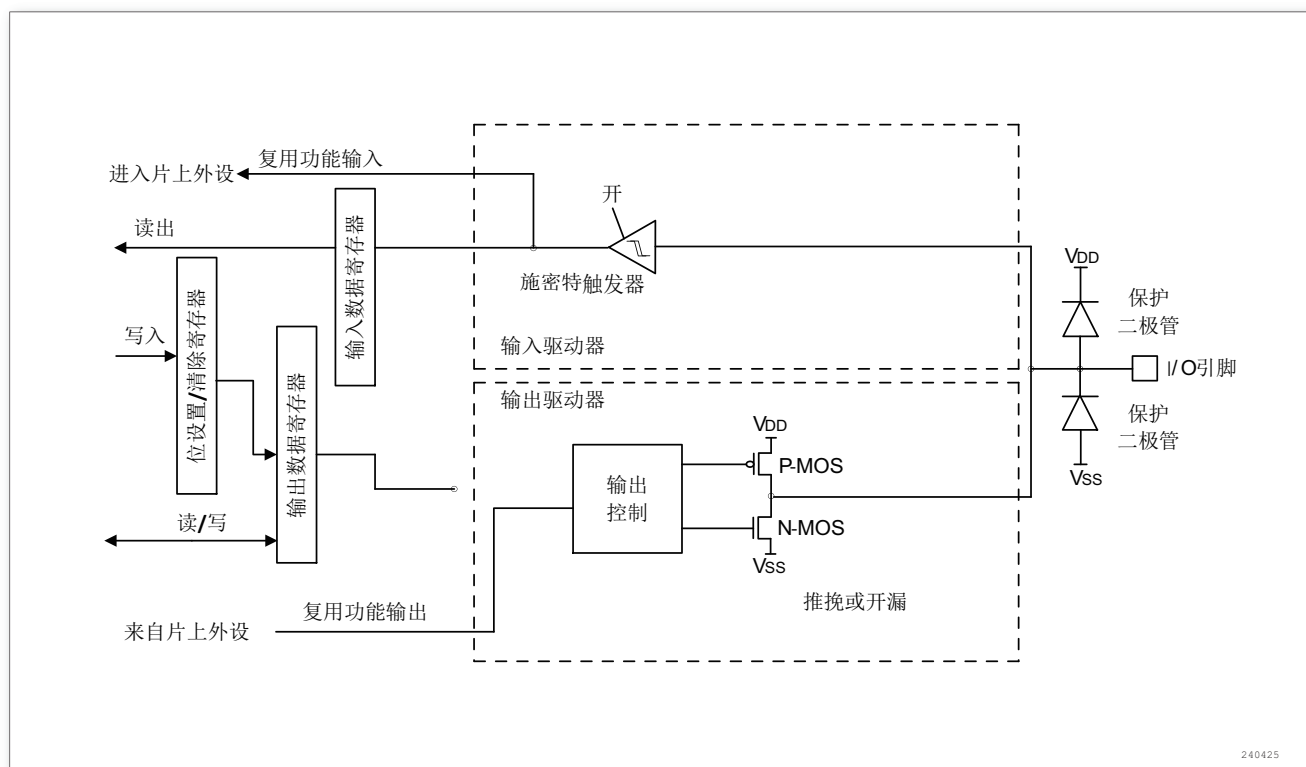 复用功能输入
进入片上外设
开
读出
施密特触发器
输入数据寄存器
VDD
保护
二极管
位设置/清除寄存器
写入
输入驱动器
I/O引脚
输出驱动器
输出数据寄存器
VDD
保护
二极管
P-MOS
VSS
输出
控制
读/写
N-MOS
VSS
推挽或开漏
复用功能输出
来自片上外设
240425